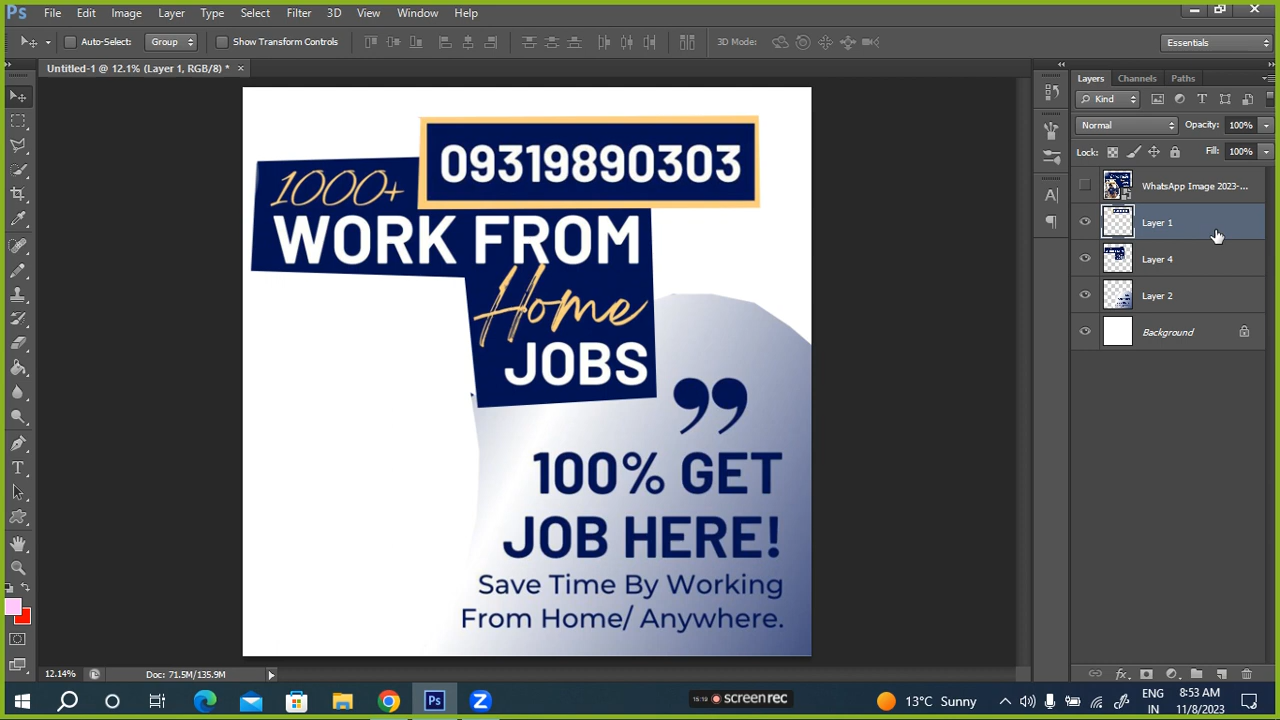 Ps File Edit Image Layer Type Select Filter 3D View Window Help
Auto-Select: Group Show Transform Controls 3D Mode: Essentials
Untitled-1 @ 12.1% (Layer 1, RGB/8) * ×
09319890303
1000+
WORK FROM
Home
JOBS
100% GET
JOB HERE!
Save Time By Working
From Home/ Anywhere.
Layers Channels Paths
Kind
Normal Opacity: 100%
Lock: Fill: 100%
WhatsApp Image 2023-...
Layer 1
Layer 4
Layer 2
Background
12.14% Doc: 71.5M/135.9M
15:19 screenrec
13°C Sunny
ENG
IN
8:53 AM
11/8/2023